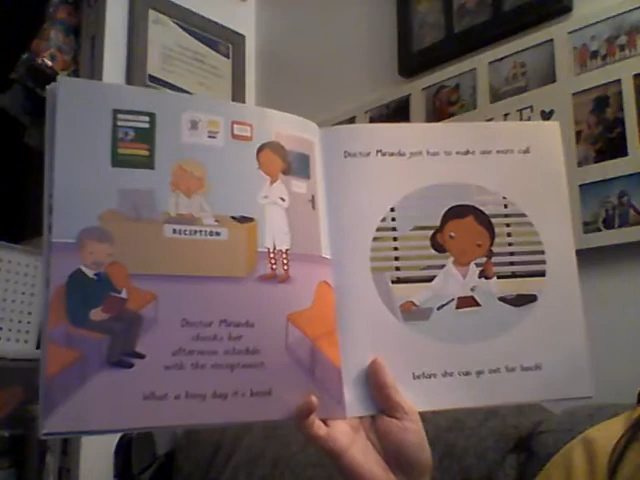 RECEPTION
Doctor Miranda
checks her
afternoon schedule
with the receptionist.
What a busy day it's been!
Doctor Miranda just has to make one more call
before she can go out for lunch!